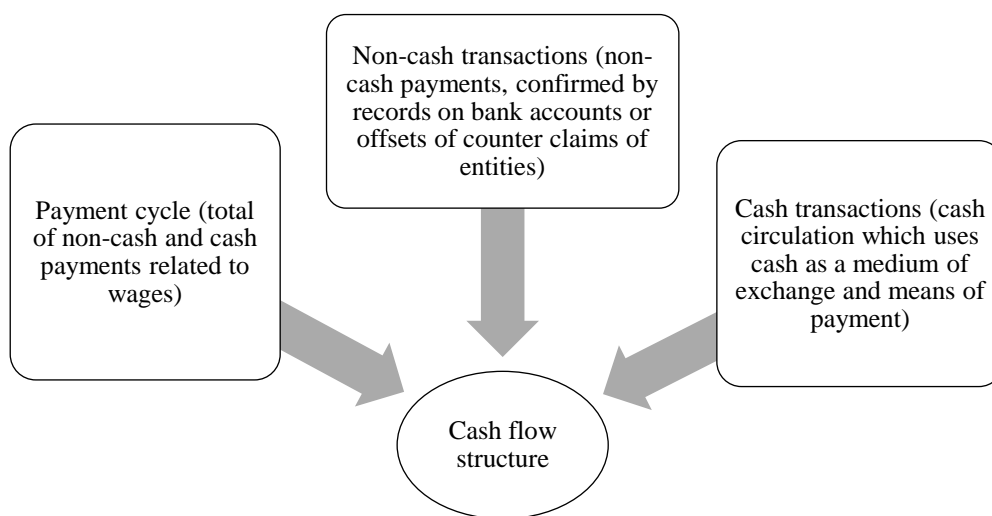 Non-cash transactions (non-
cash payments, confirmed by
records on bank accounts or
offsets of counter claims of
entities)
Payment cycle (total
of non-cash and cash
payments related to
wages)
Cash transactions (cash
circulation which uses
cash as a medium of
exchange and means of
payment)
Cash flow
structure